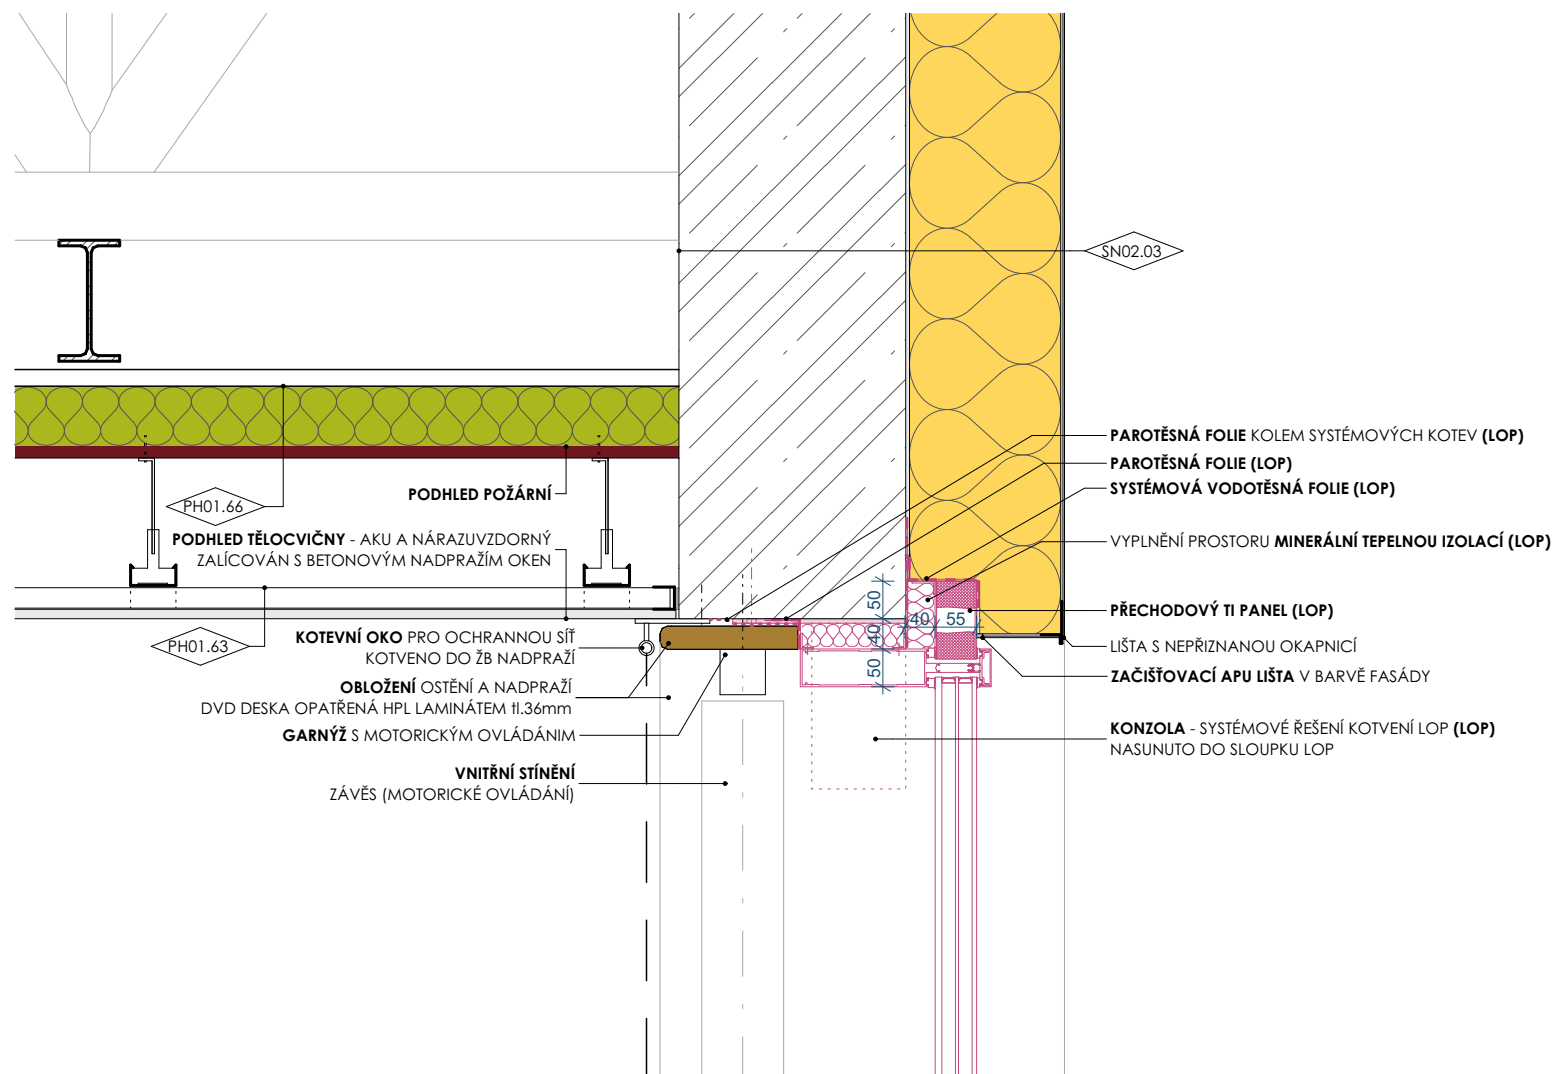 SN02.03
PAROTĚSNÁ FOLIE KOLEM SYSTÉMOVÝCH KOTEV (LOP)
PAROTĚSNÁ FOLIE (LOP)
SYSTÉMOVÁ VODOTĚSNÁ FOLIE (LOP)
VYPLNĚNÍ PROSTORU MINERÁLNÍ TEPELNOU IZOLACÍ (LOP)
PŘECHODOVÝ TI PANEL (LOP)
LIŠTA S NEPŘIZNANOU OKAPNICÍ
ZAČIŠŤOVACÍ APU LIŠTA V BARVĚ FASÁDY
KONZOLA - SYSTÉMOVÉ ŘEŠENÍ KOTVENÍ LOP (LOP)
NASUNUTO DO SLOUPKU LOP
PODHLED POŽÁRNÍ
PH01.66
PODHLED TĚLOCVIČNY - AKU A NÁRAZUVZDORNÝ
ZALÍCOVÁN S BETONOVÝM NADPRAŽÍM OKEN
PH01.63
KOTEVNÍ OKO PRO OCHRANNOU SÍŤ
KOTVENO DO ŽB NADPRAŽÍ
OBLOŽENÍ OSTĚNÍ A NADPRAŽÍ
DVD DESKA OPATŘENÁ HPL LAMINÁTEM tl.36mm
GARNÝŽ S MOTORICKÝM OVLÁDÁNIM
VNITŘNÍ STÍNĚNÍ
ZÁVĚS (MOTORICKÉ OVLÁDÁNÍ)
50
40
50
40
55